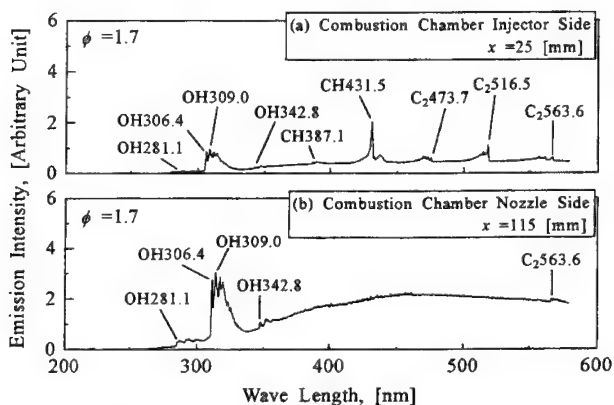 Emission Intensity, [Arbitrary Unit]
6
4
2
0
ϕ =1.7
(a) Combustion Chamber Injector Side
x =25 [mm]
OH281.1
OH306.4
OH309.0
OH342.8
CH387.1
CH431.5
C₂473.7
C₂516.5
C₂563.6
6
4
2
0
ϕ =1.7
(b) Combustion Chamber Nozzle Side
x =115 [mm]
OH281.1
OH306.4
OH309.0
OH342.8
C₂563.6
200 300 400 500 600
Wave Length, [nm]